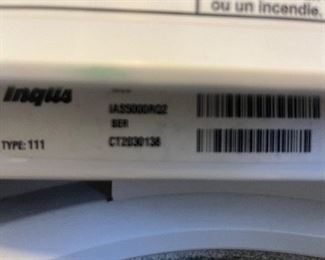 ou un incendie.
Inglis
IAS5000RQ2
SER
TYPE: 111
CT2030138